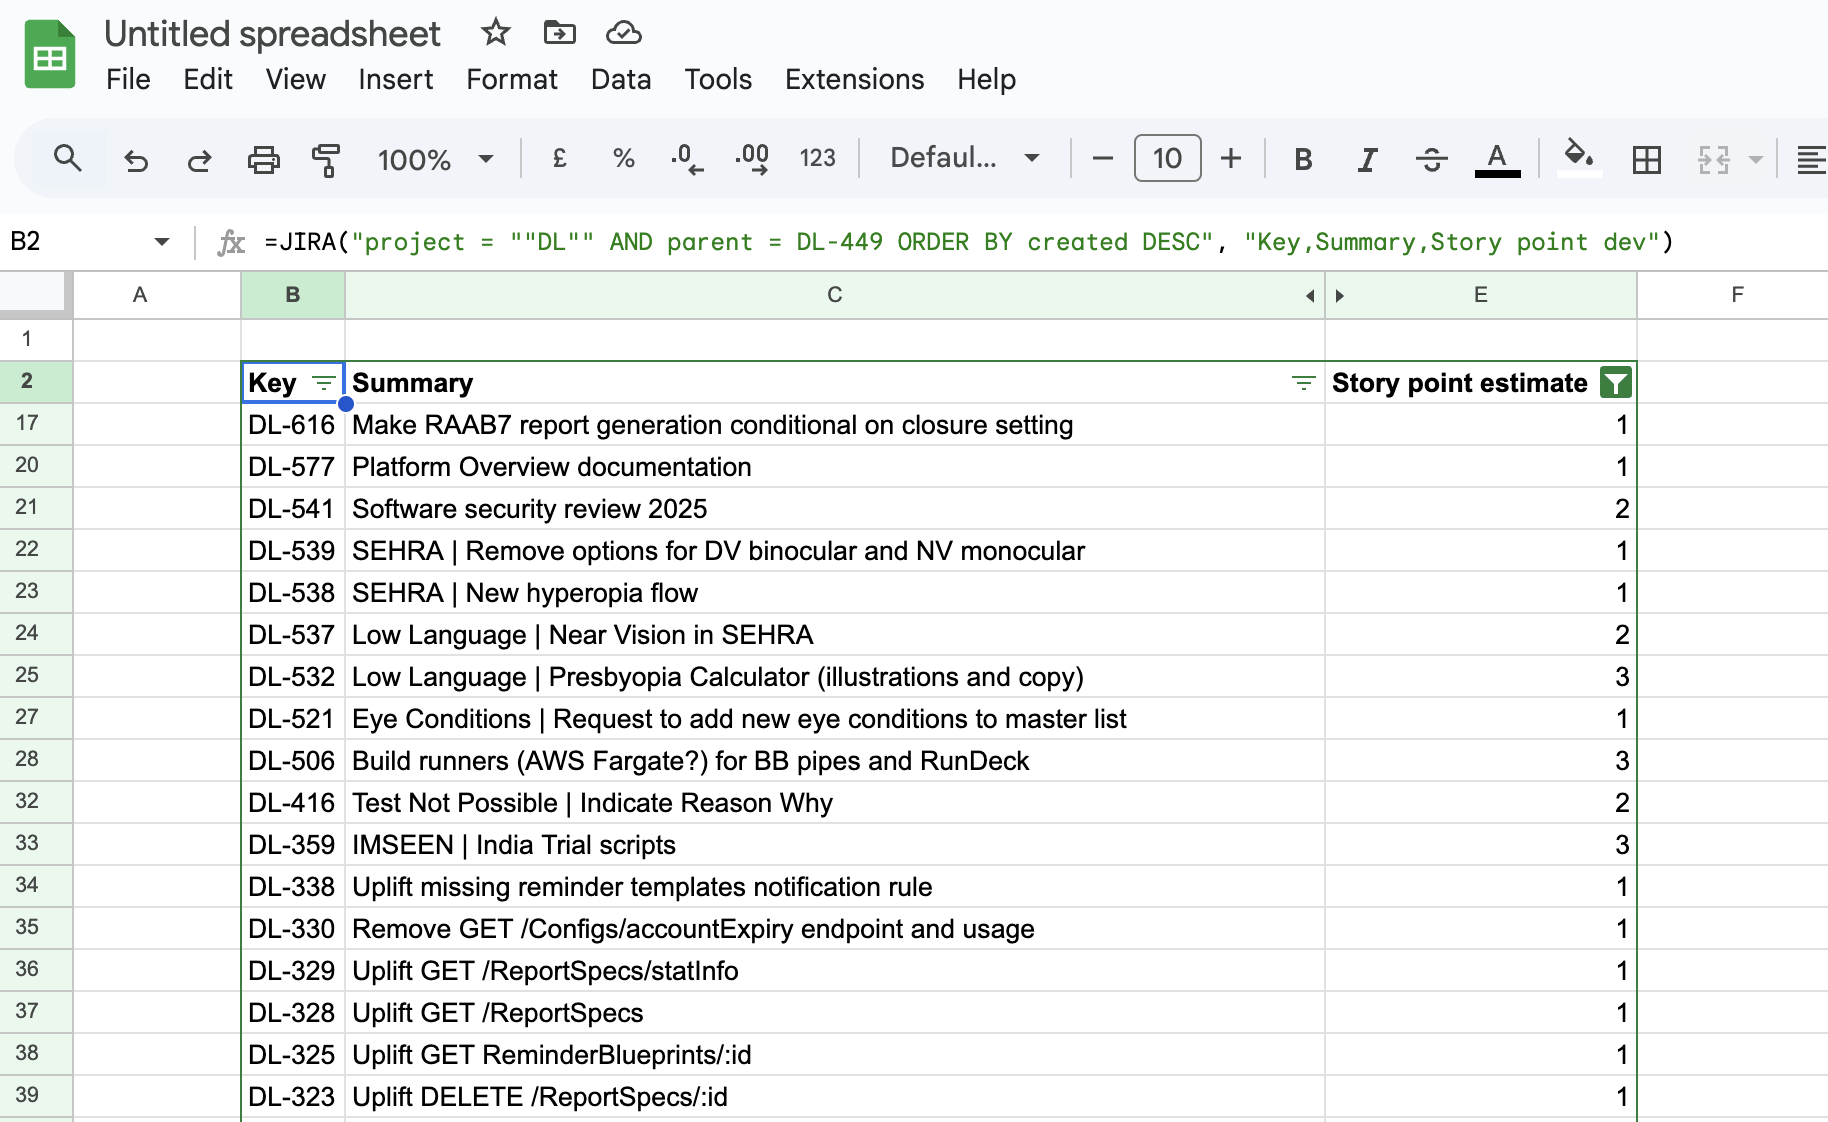 Untitled spreadsheet
File Edit View Insert Format Data Tools Extensions Help
100% £ % .0 .00 123 Defaul... 10 B I S A
B2 fx =JIRA("project = ""DL"" AND parent = DL-449 ORDER BY created DESC", "Key,Summary,Story point dev")
A B C E F
1
2 Key Summary Story point estimate
17 DL-616 Make RAAB7 report generation conditional on closure setting 1
20 DL-577 Platform Overview documentation 1
21 DL-541 Software security review 2025 2
22 DL-539 SEHRA | Remove options for DV binocular and NV monocular 1
23 DL-538 SEHRA | New hyperopia flow 1
24 DL-537 Low Language | Near Vision in SEHRA 2
25 DL-532 Low Language | Presbyopia Calculator (illustrations and copy) 3
27 DL-521 Eye Conditions | Request to add new eye conditions to master list 1
28 DL-506 Build runners (AWS Fargate?) for BB pipes and RunDeck 3
32 DL-416 Test Not Possible | Indicate Reason Why 2
33 DL-359 IMSEEN | India Trial scripts 3
34 DL-338 Uplift missing reminder templates notification rule 1
35 DL-330 Remove GET /Configs/accountExpiry endpoint and usage 1
36 DL-329 Uplift GET /ReportSpecs/statInfo 1
37 DL-328 Uplift GET /ReportSpecs 1
38 DL-325 Uplift GET ReminderBlueprints/:id 1
39 DL-323 Uplift DELETE /ReportSpecs/:id 1